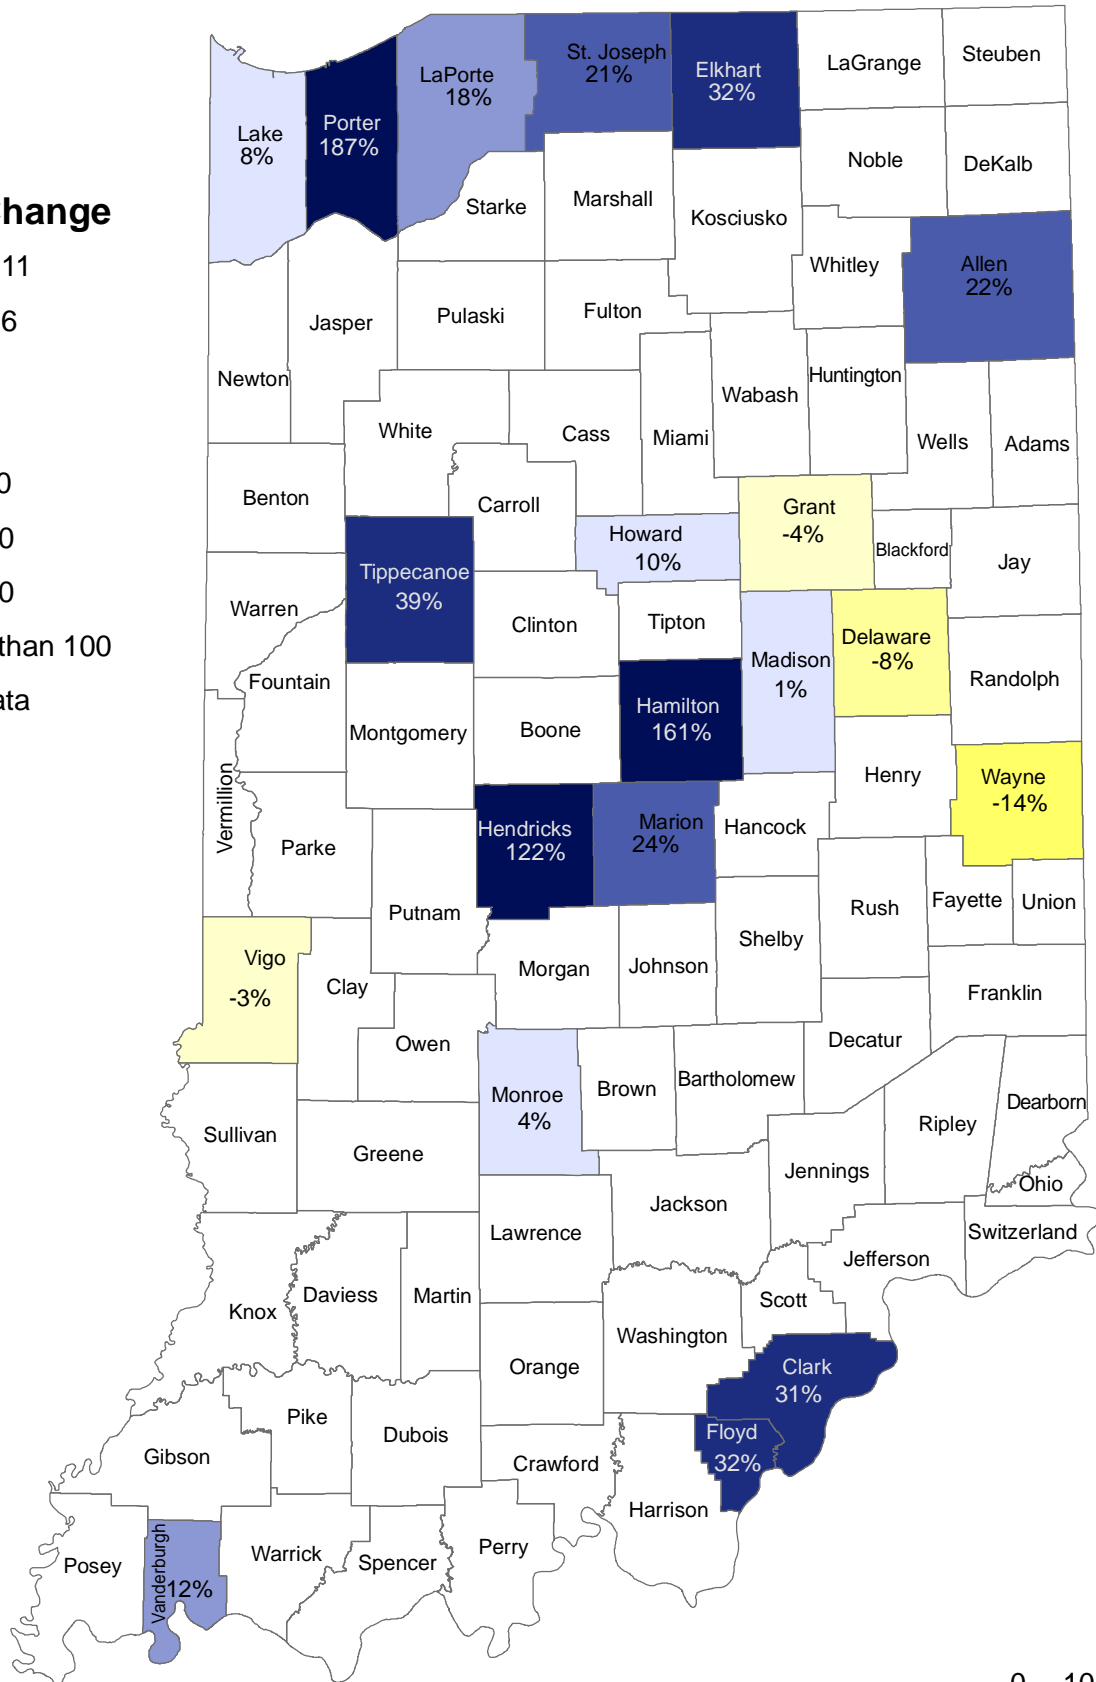 St. Joseph
21%
Steuben
LaGrange
Elkhart
32%
LaPorte
18%
Porter
187%
Lake
8%
Noble
DeKalb
Marshall
Starke
Kosciusko
hange
11
6
0
0
0
than 100
ata
Whitley
Allen
22%
Fulton
Pulaski
Jasper
Newton
Huntington
Wabash
White
Cass
Miami
Wells
Adams
Benton
Carroll
Grant
-4%
Howard
10%
Blackford
Jay
Tippecanoe
39%
Warren
Clinton
Tipton
Delaware
-8%
Madison
1%
Fountain
Randolph
Hamilton
161%
Montgomery
Boone
Henry
Wayne
-14%
Vermillion
Parke
Hendricks
122%
Marion
24%
Hancock
Putnam
Rush
Fayette
Union
Shelby
Vigo
-3%
Clay
Morgan
Johnson
Franklin
Owen
Decatur
Monroe
4%
Brown
Bartholomew
Dearborn
Sullivan
Greene
Ripley
Jennings
Ohio
Jackson
Lawrence
Switzerland
Jefferson
Knox
Daviess
Martin
Scott
Washington
Orange
Clark
31%
Pike
Dubois
Floyd
32%
Gibson
Crawford
Harrison
Posey
Vanderburgh
12%
Warrick
Spencer
Perry
0 10